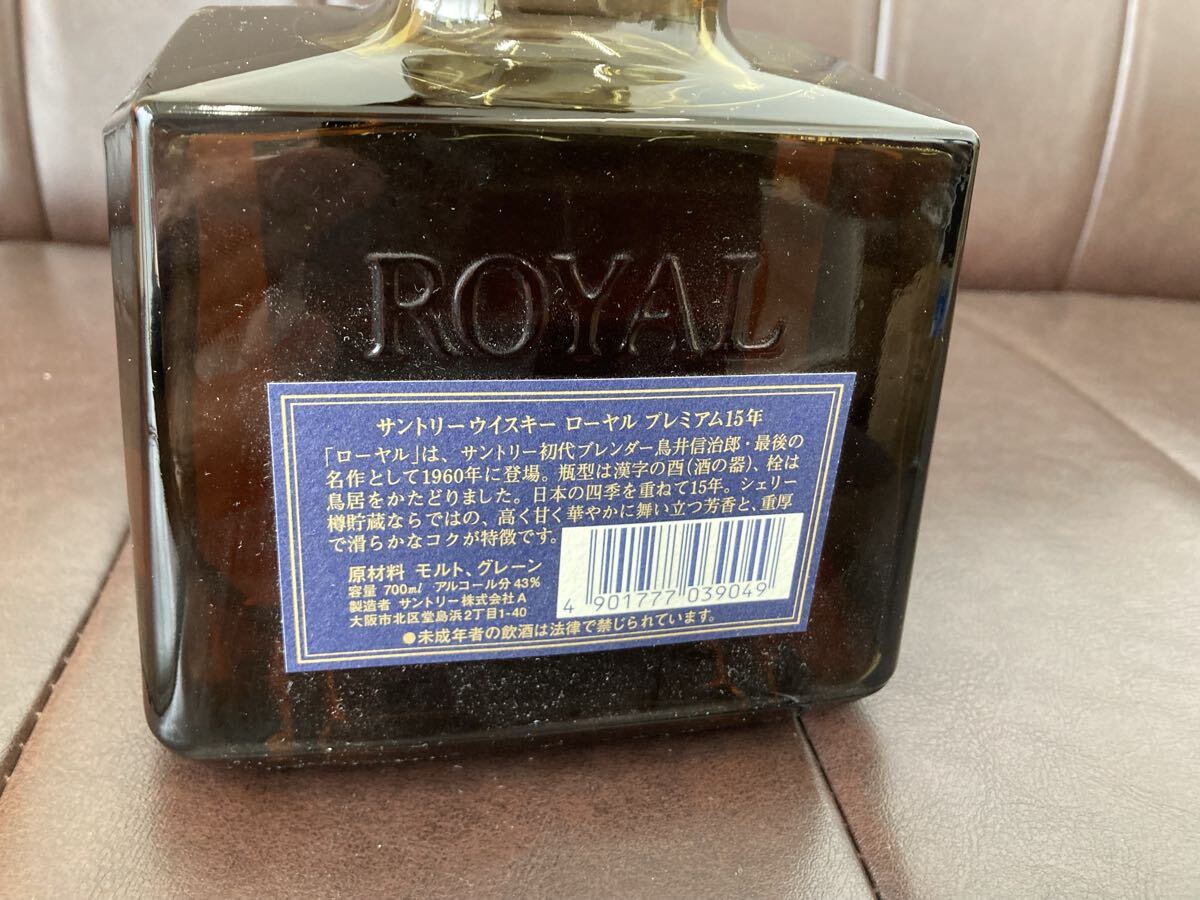 ROYAL
サントリーウイスキー ローヤル プレミアム15年
「ローヤル」は、サントリー初代ブレンダー鳥井信治郎・最後の
名作として1960年に登場。瓶型は漢字の酉(酒の器)、栓は
鳥居をかたどりました。日本の四季を重ねて15年。シェリー
樽貯蔵ならではの、高く甘く華やかに舞い立つ芳香と、重厚
で滑らかなコクが特徴です。
原材料 モルト、グレーン
容量 700ml アルコール分43%
製造者 サントリー株式会社A
大阪市北区堂島浜2丁目1-40
4 901777 039049
●未成年者の飲酒は法律で禁じられています。